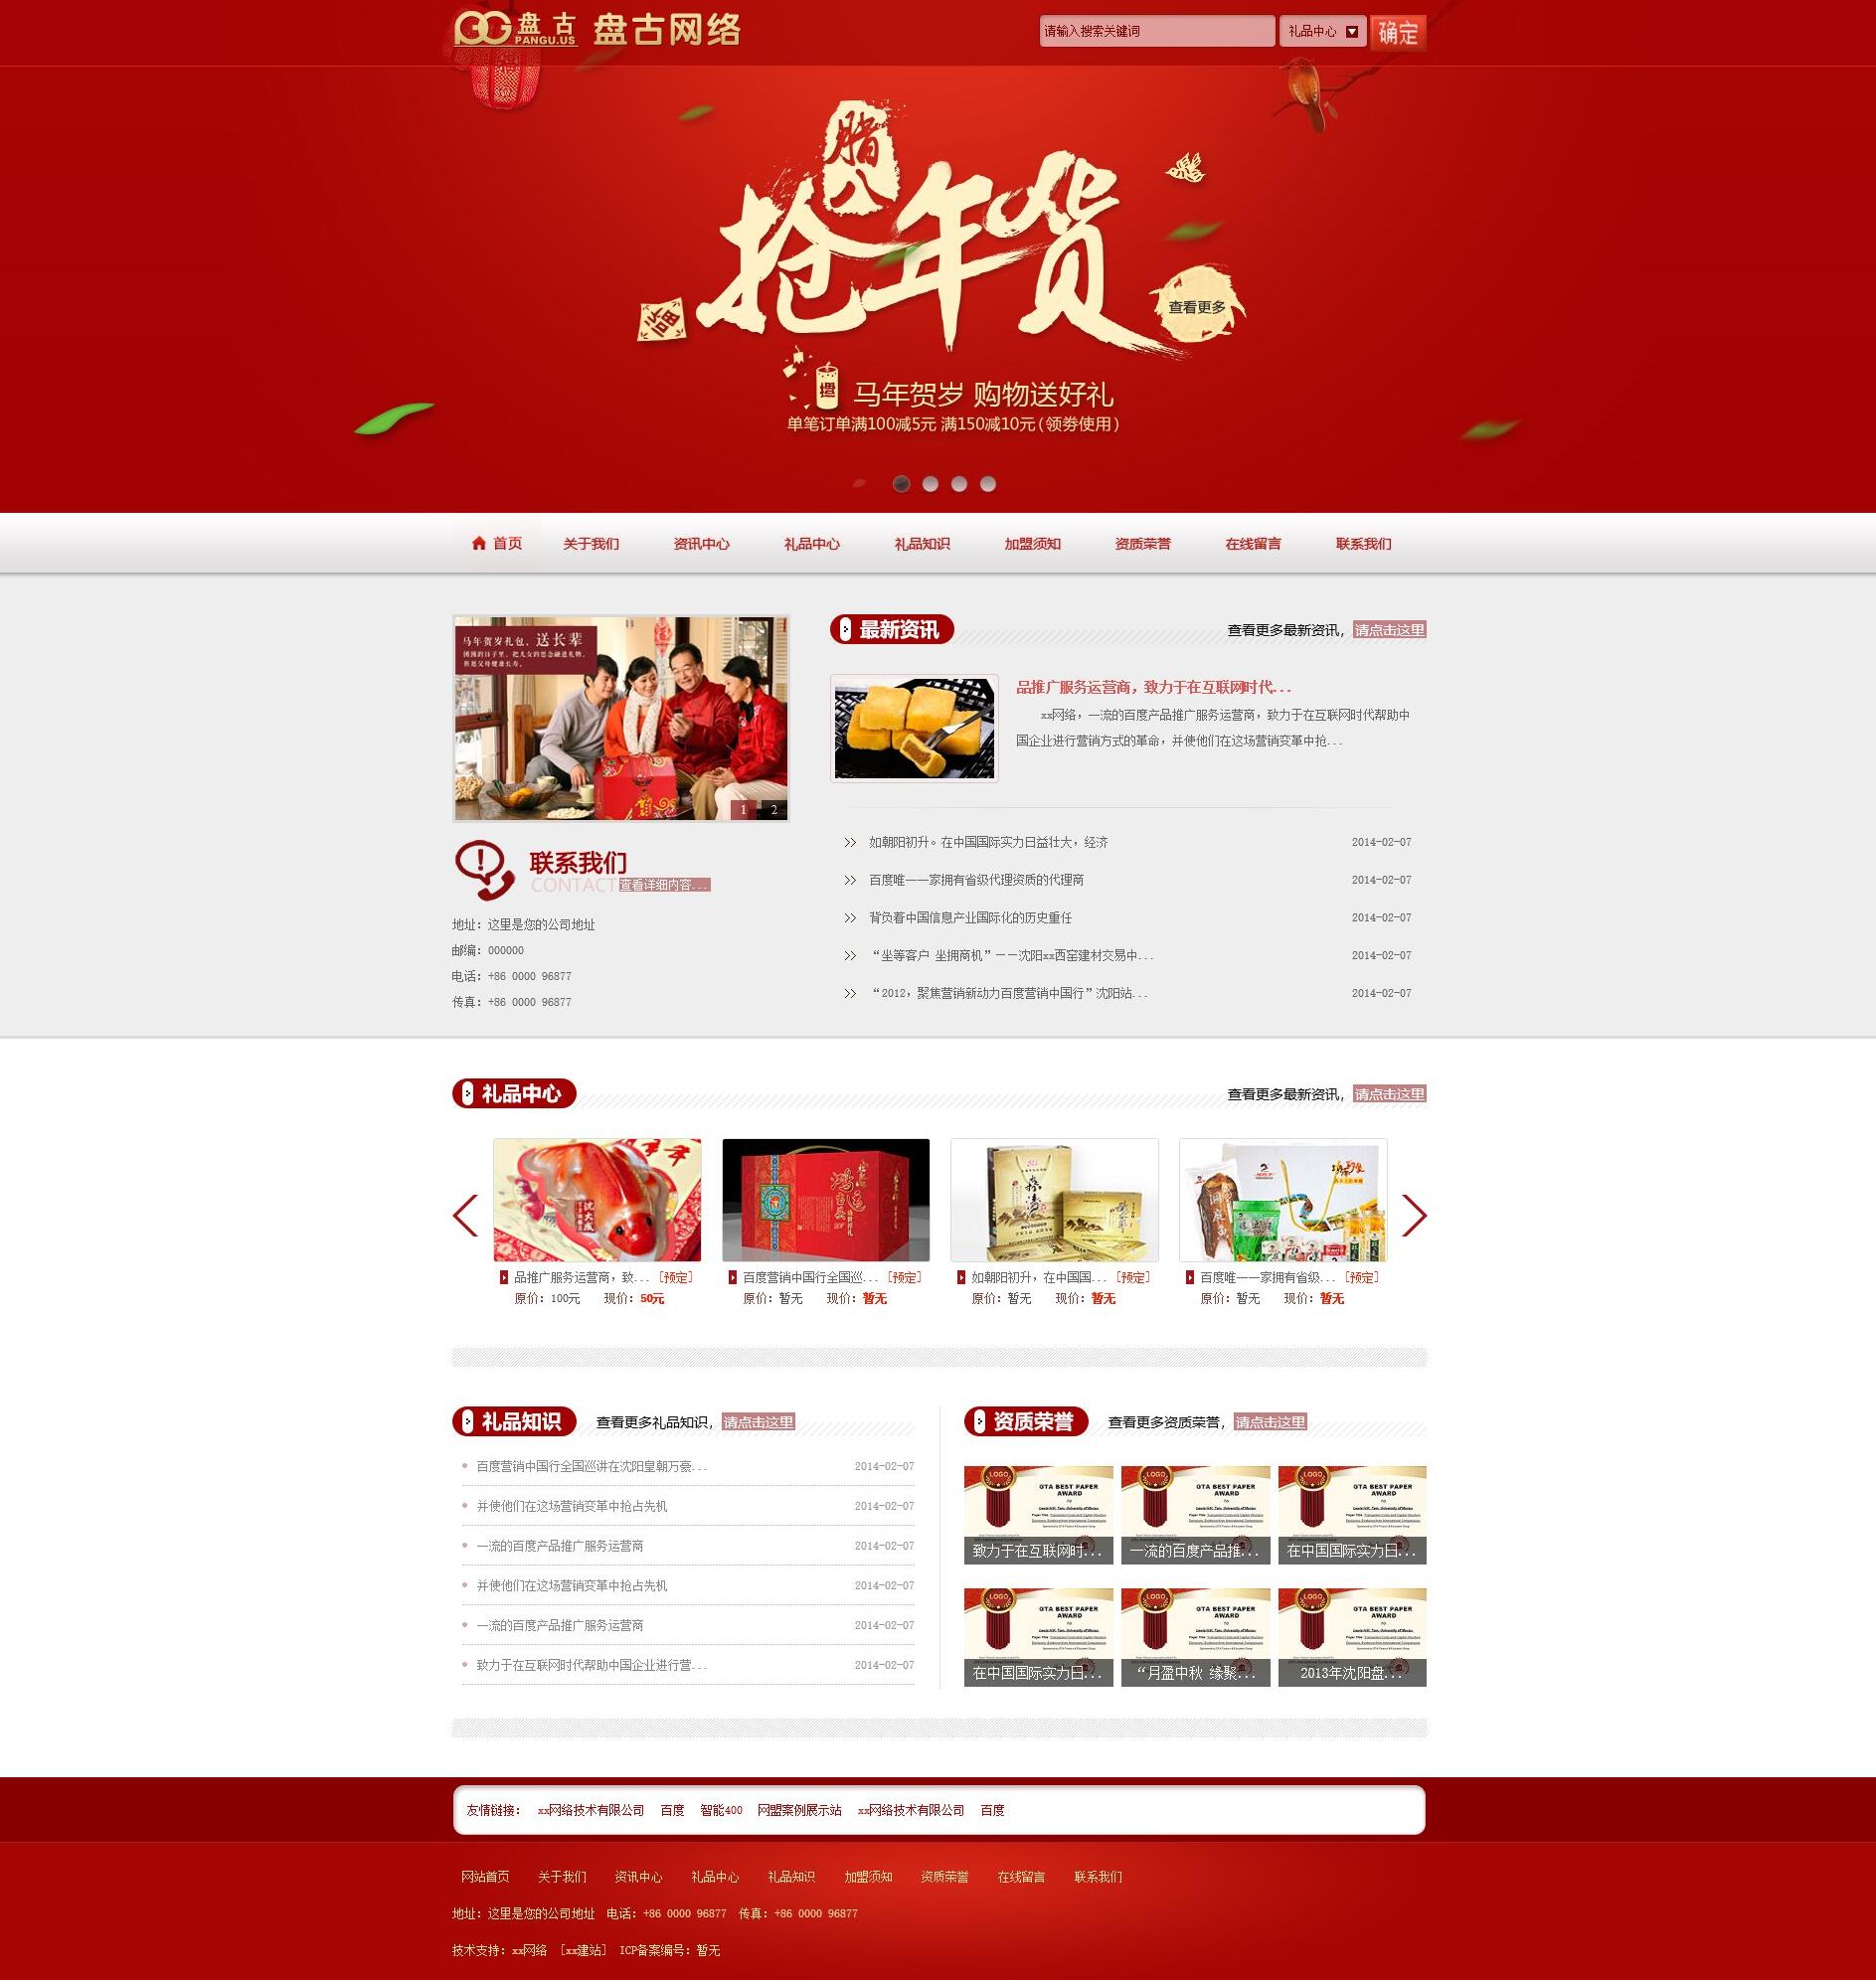 盘古
PANGU.US
盘古网络
请输入搜索关键词
礼品中心
确定
腊八
抢年货
查看更多
马年贺岁 购物送好礼
单笔订单满100减5元 满150减10元(领劵使用)
首页 关于我们 资讯中心 礼品中心 礼品知识 加盟须知 资质荣誉 在线留言 联系我们
马年贺岁礼包,送长辈
1 2
联系我们
CONTACT 查看详细内容...
地址:这里是您的公司地址
邮编:000000
电话:+86 0000 96877
传真:+86 0000 96877
最新资讯
查看更多最新资讯,请点击这里
品推广服务运营商,致力于在互联网时代...
xx网络,一流的百度产品推广服务运营商,致力于在互联网时代帮助中
国企业进行营销方式的革命,并使他们在这场营销变革中抢...
如朝阳初升。在中国国际实力日益壮大,经济 2014-02-07
百度唯一一家拥有省级代理资质的代理商 2014-02-07
背负着中国信息产业国际化的历史重任 2014-02-07
“坐等客户 坐拥商机”——沈阳xx西窑建材交易中... 2014-02-07
“2012,聚焦营销新动力百度营销中国行”沈阳站... 2014-02-07
礼品中心
查看更多最新资讯,请点击这里
品推广服务运营商,致... [预定]
原价:100元 现价:50元
百度营销中国行全国巡... [预定]
原价:暂无 现价:暂无
如朝阳初升,在中国国... [预定]
原价:暂无 现价:暂无
百度唯一一家拥有省级... [预定]
原价:暂无 现价:暂无
礼品知识
查看更多礼品知识,请点击这里
百度营销中国行全国巡讲在沈阳皇朝万豪... 2014-02-07
并使他们在这场营销变革中抢占先机 2014-02-07
一流的百度产品推广服务运营商 2014-02-07
并使他们在这场营销变革中抢占先机 2014-02-07
一流的百度产品推广服务运营商 2014-02-07
致力于在互联网时代帮助中国企业进行营... 2014-02-07
资质荣誉
查看更多资质荣誉,请点击这里
LOGO
GTA BEST PAPER
AWARD
致力于在互联网时...
LOGO
GTA BEST PAPER
AWARD
一流的百度产品推...
LOGO
GTA BEST PAPER
AWARD
在中国国际实力日...
LOGO
GTA BEST PAPER
AWARD
在中国国际实力日...
LOGO
GTA BEST PAPER
AWARD
“月盈中秋 缘聚...
LOGO
GTA BEST PAPER
AWARD
2013年沈阳盘...
友情链接: xx网络技术有限公司 百度 智能400 网盟案例展示站 xx网络技术有限公司 百度
网站首页 关于我们 资讯中心 礼品中心 礼品知识 加盟须知 资质荣誉 在线留言 联系我们
地址:这里是您的公司地址 电话:+86 0000 96877 传真:+86 0000 96877
技术支持:xx网络 [xx建站] ICP备案编号:暂无